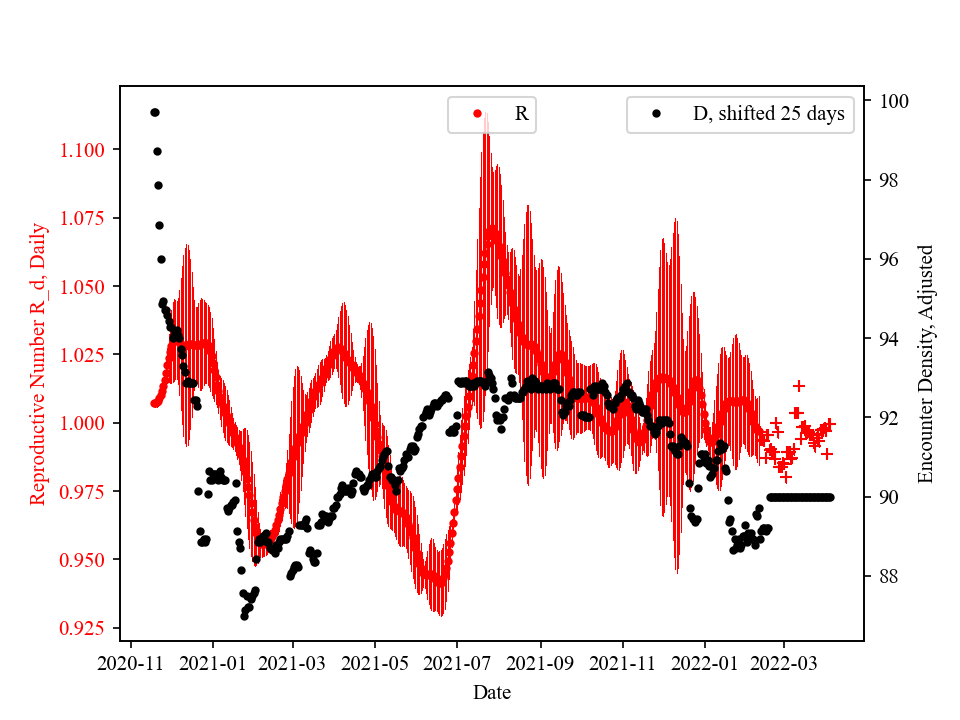 R
D, shifted 25 days
Reproductive Number R_d, Daily
1.100
1.075
1.050
1.025
1.000
0.975
0.950
0.925
100
98
96
94
92
90
88
Encounter Density, Adjusted
2020-11 2021-01 2021-03 2021-05 2021-07 2021-09 2021-11 2022-01 2022-03
Date